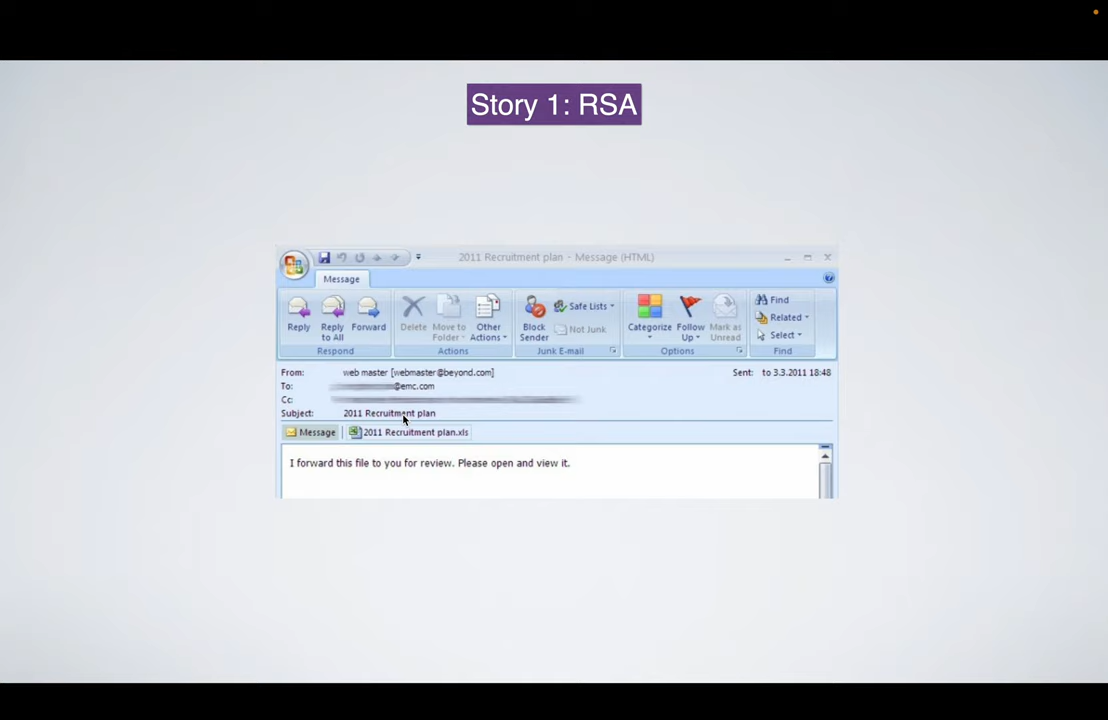 Story 1: RSA
2011 Recruitment plan - Message (HTML)
Message
Reply
Reply to All
Forward
Delete
Move to Folder
Other Actions
Block Sender
Safe Lists
Not Junk
Categorize
Follow Up
Mark as Unread
Find
Related
Select
Respond
Actions
Junk E-mail
Options
Find
From: web master [webmaster@beyond.com] Sent: to 3.3.2011 18:48
To: @emc.com
Cc:
Subject: 2011 Recruitment plan
Message 2011 Recruitment plan.xls
I forward this file to you for review. Please open and view it.